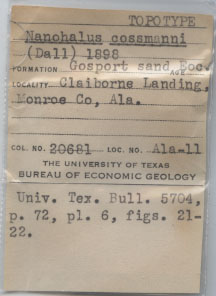 TOPOTYPE
Nanohalus cossmanni
(Dall) 1898
FORMATION Gosport sand, AGE Eoc.
LOCALITY Claiborne Landing,
Monroe Co, Ala.
COL. NO. 20681 LOC. NO. Ala-11
THE UNIVERSITY OF TEXAS
BUREAU OF ECONOMIC GEOLOGY
Univ. Tex. Bull. 5704,
p. 72, pl. 6, figs. 21-
22.